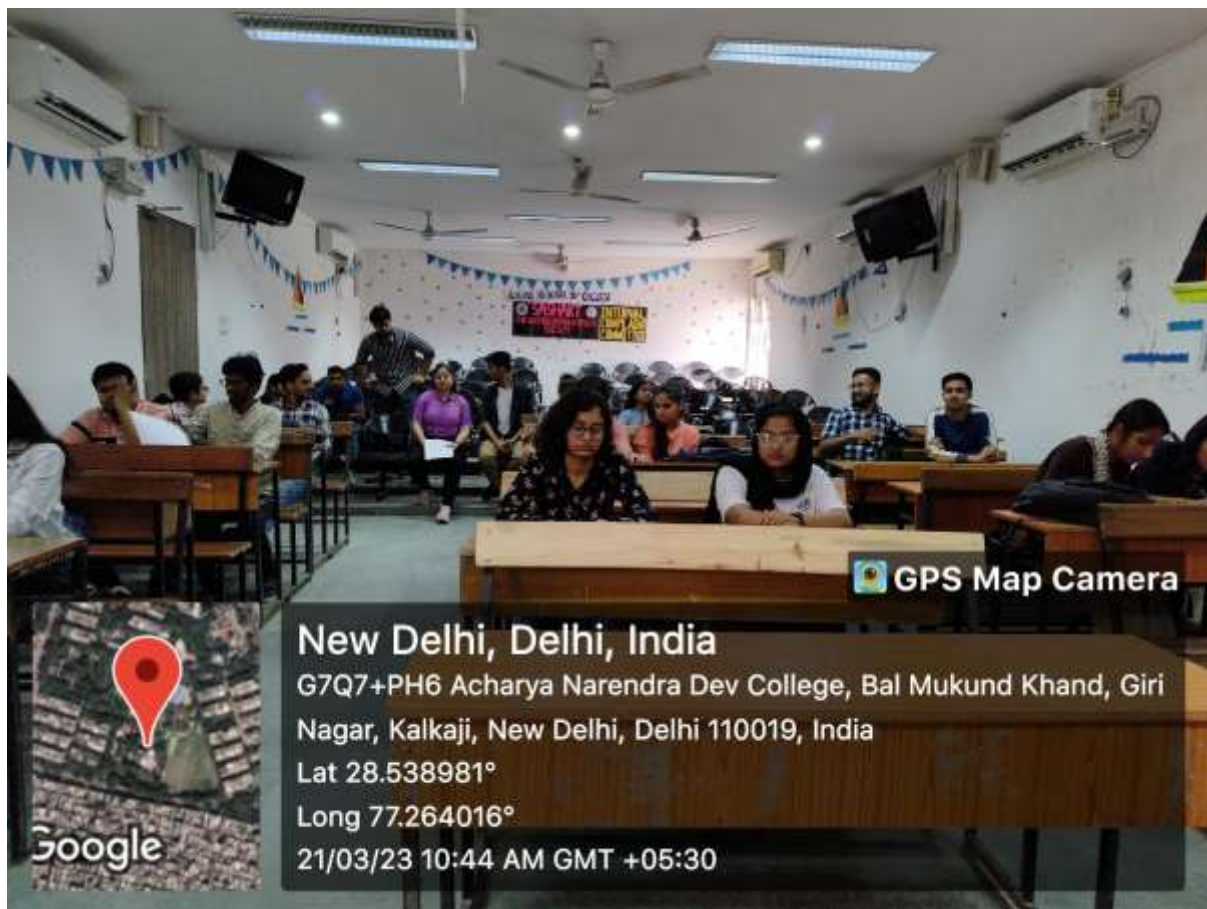 INTERNAL
GPS Map Camera
New Delhi, Delhi, India
G7Q7+PH6 Acharya Narendra Dev College, Bal Mukund Khand, Giri
Nagar, Kalkaji, New Delhi, Delhi 110019, India
Lat 28.538981°
Long 77.264016°
21/03/23 10:44 AM GMT +05:30
Google